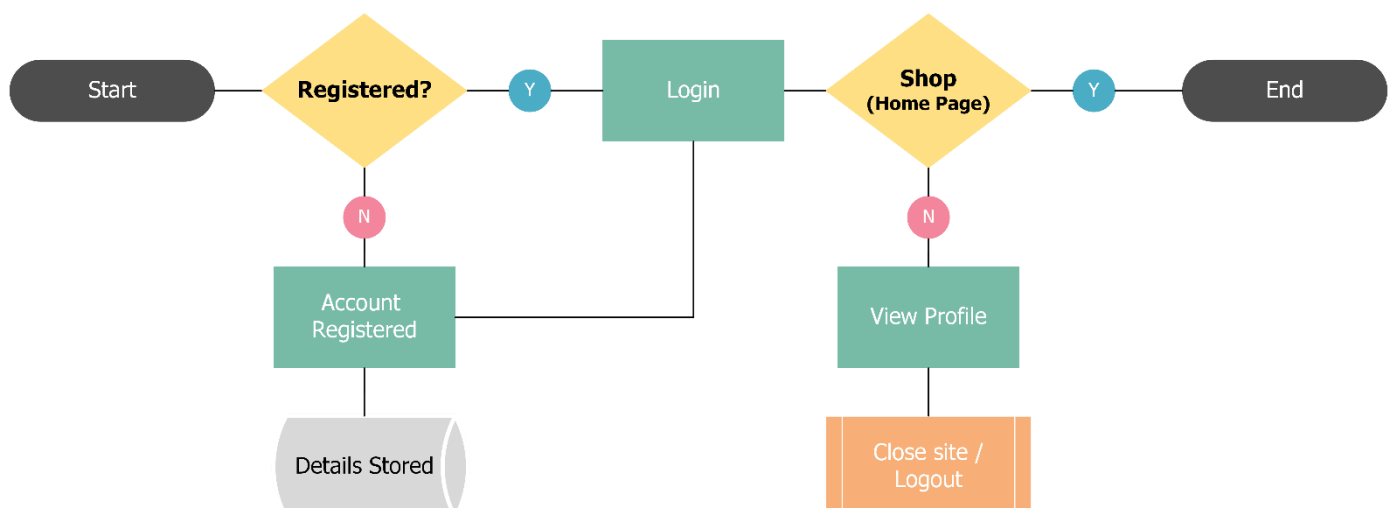 Start
Registered?
Y
Login
Shop
(Home Page)
Y
End
N
N
Account
Registered
View Profile
Details Stored
Close site /
Logout